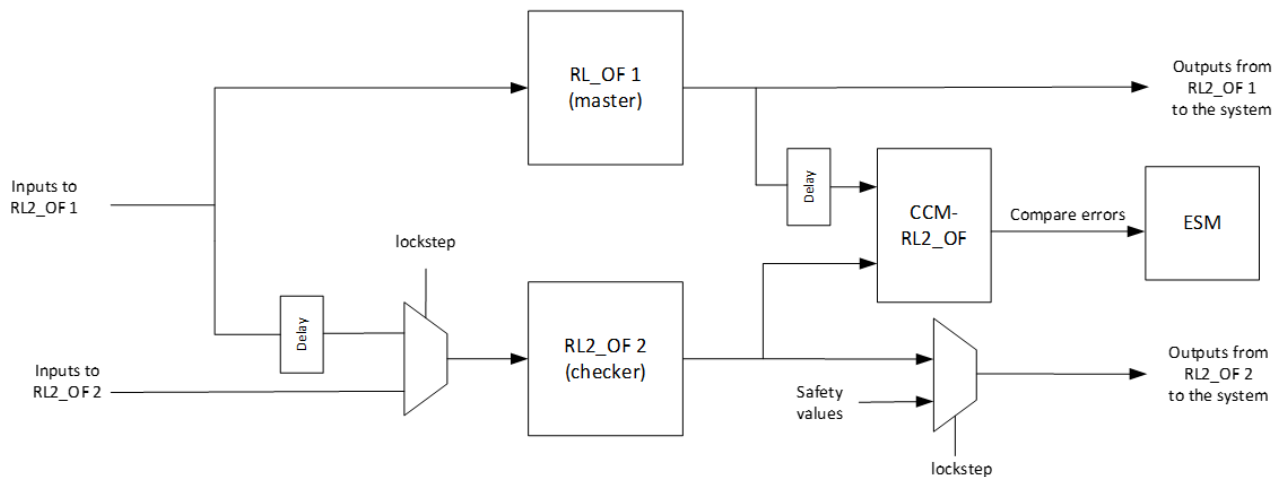 RL_OF 1
(master)
Outputs from
RL2_OF 1
to the system
Delay
Inputs to
RL2_OF 1
CCM-
RL2_OF
Compare errors
ESM
lockstep
Delay
RL2_OF 2
(checker)
Inputs to
RL2_OF 2
Safety
values
Outputs from
RL2_OF 2
to the system
lockstep